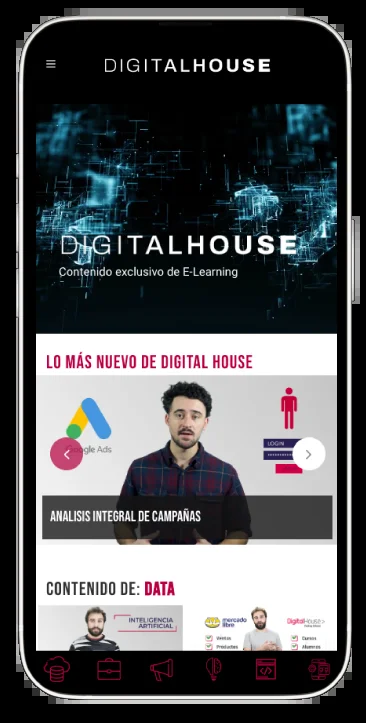 DIGITALHOUSE
DIGITALHOUSE
Contenido exclusivo de E-Learning
LO MÁS NUEVO DE DIGITAL HOUSE
Google Ads
LOGIN
ANALISIS INTEGRAL DE CAMPAÑAS
CONTENIDO DE: DATA
INTELIGENCIA
ARTIFICIAL
mercado
libre
DigitalHouse>
Ventas
Productos
Cursos
Alumnos